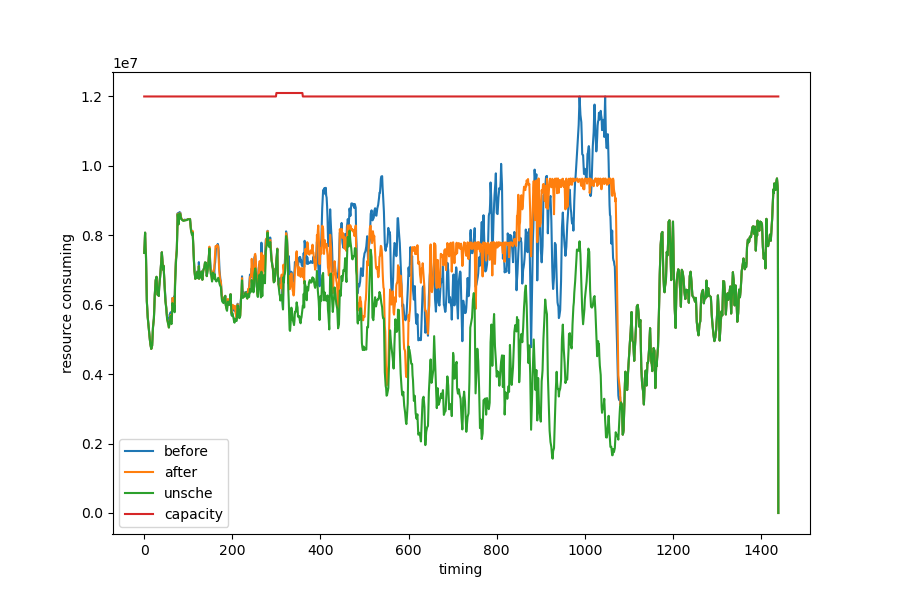 1e7
1.2
1.0
0.8
0.6
0.4
0.2
0.0
resource consuming
before
after
unsche
capacity
0 200 400 600 800 1000 1200 1400
timing